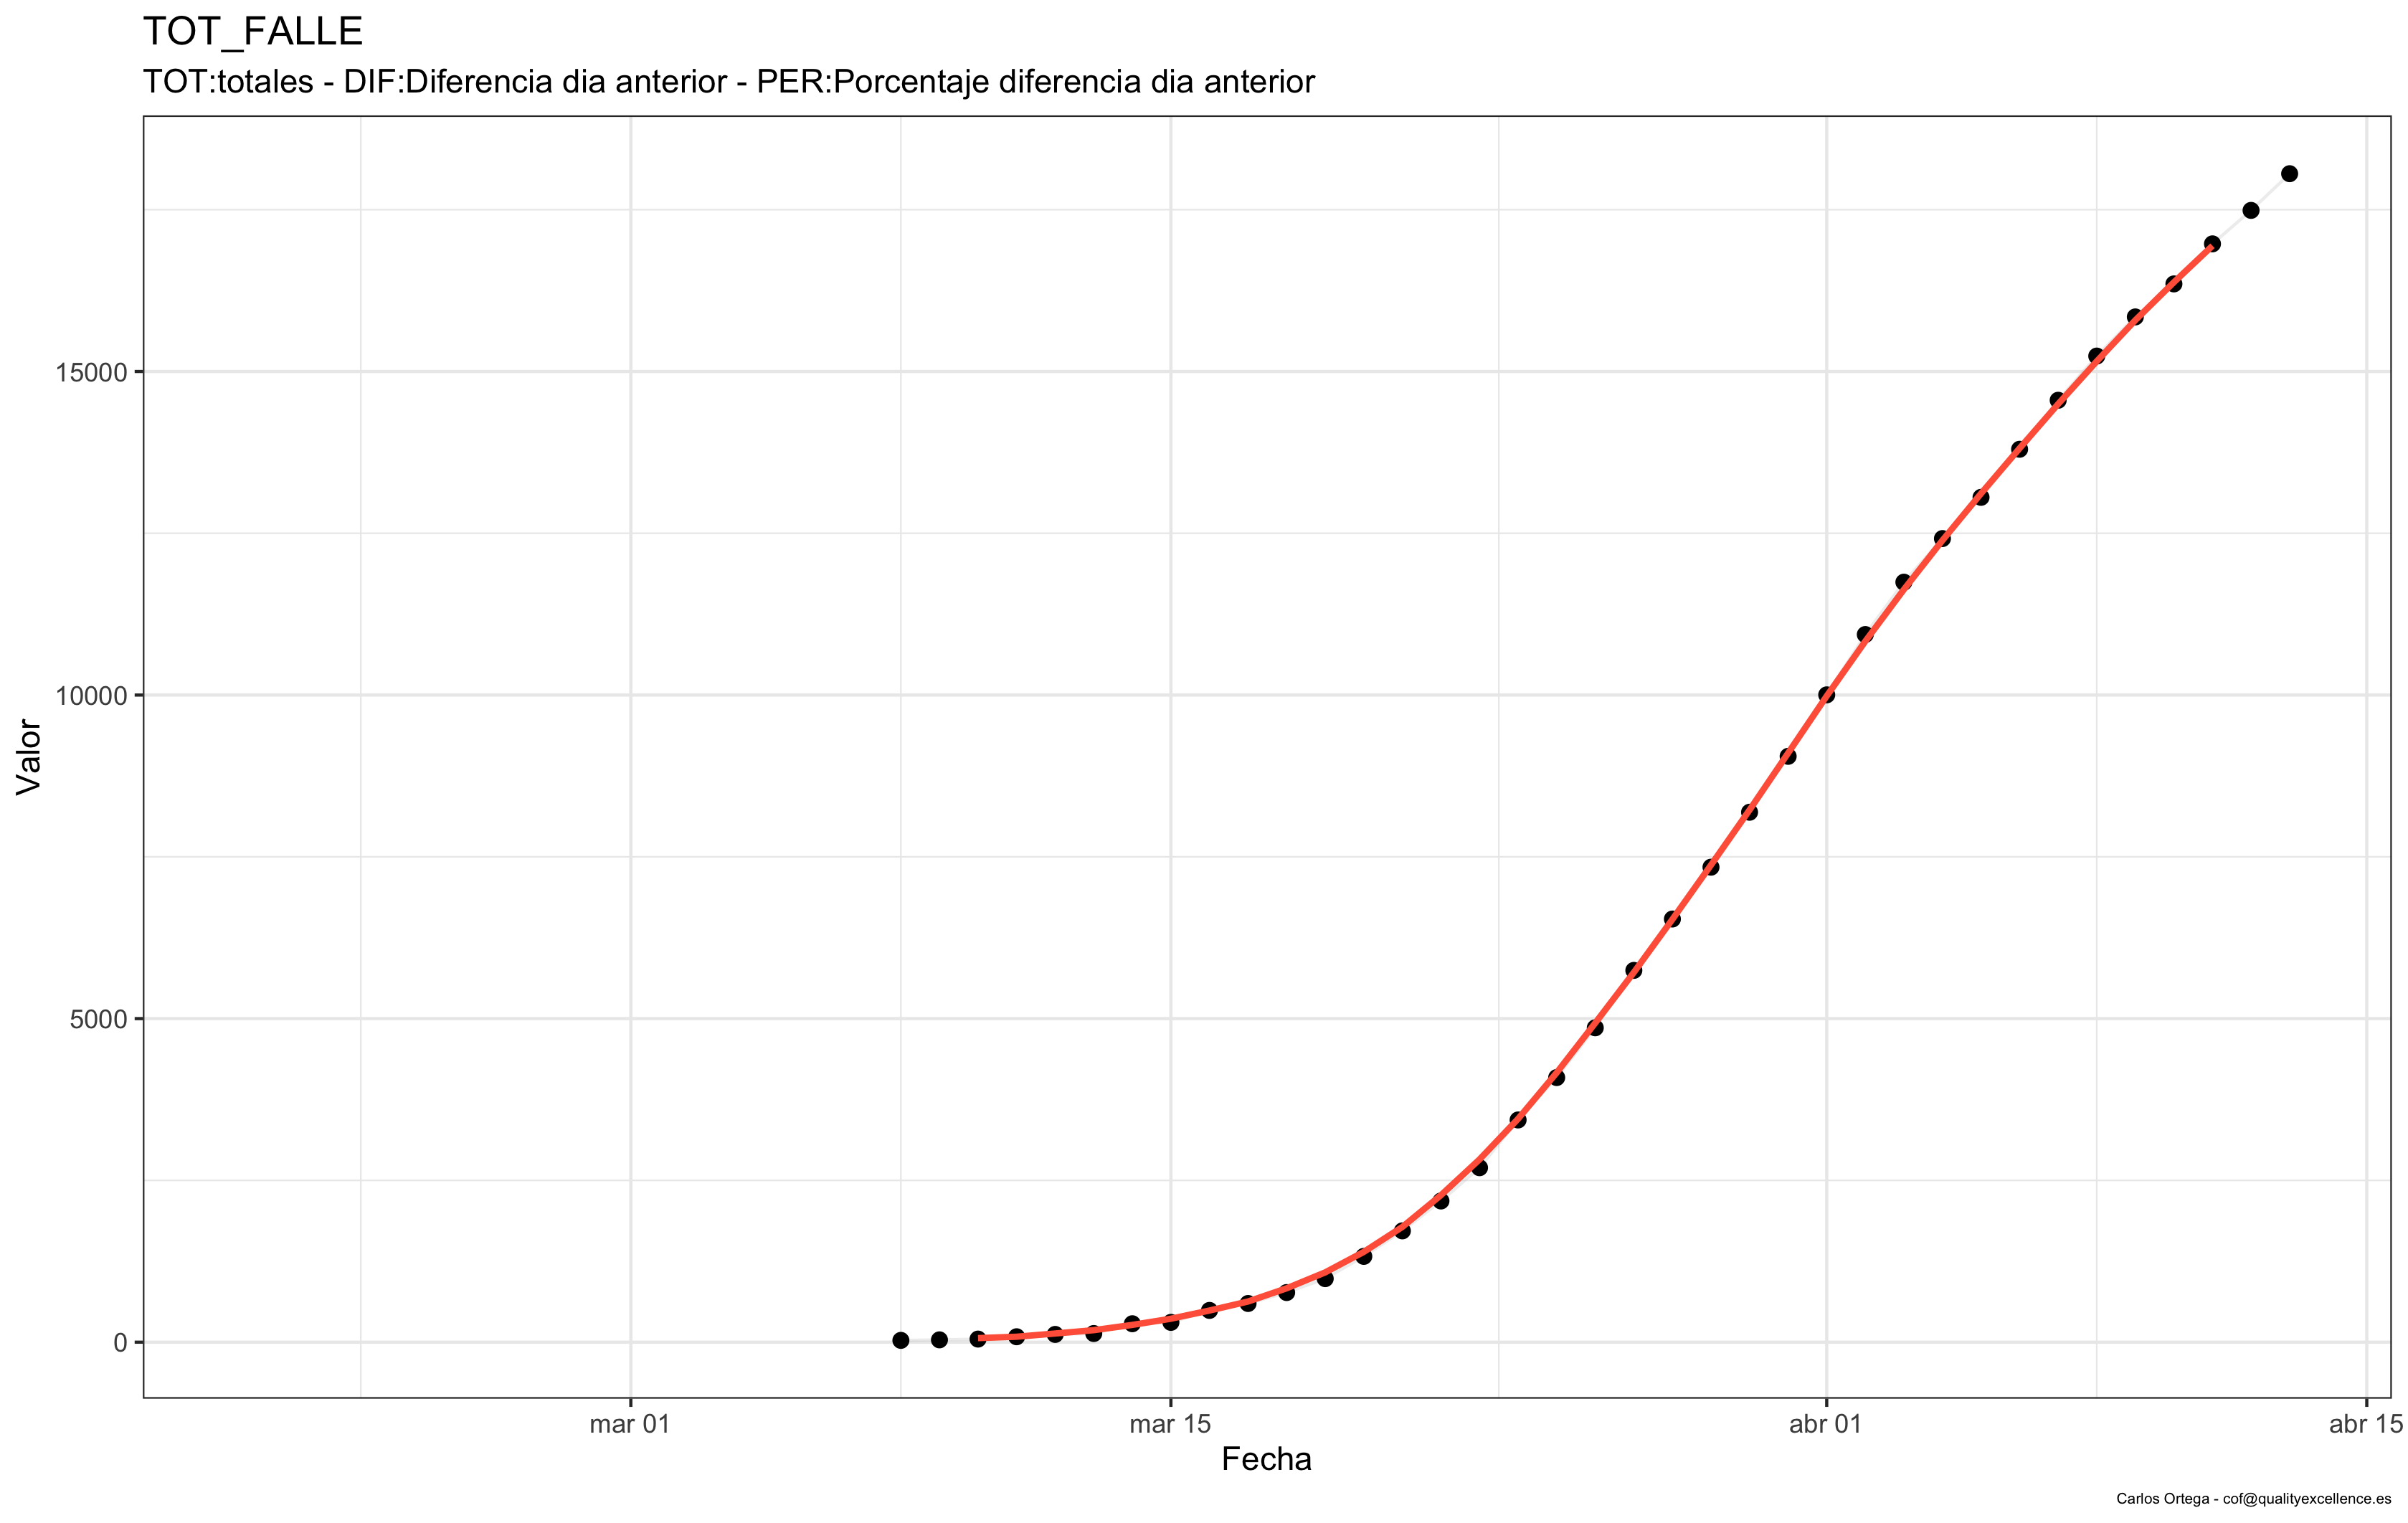 TOT_FALLE
TOT:totales - DIF:Diferencia dia anterior - PER:Porcentaje diferencia dia anterior
15000
10000
5000
0
Valor
mar 01
mar 15
abr 01
abr 15
Fecha
Carlos Ortega - cof@qualityexcellence.es